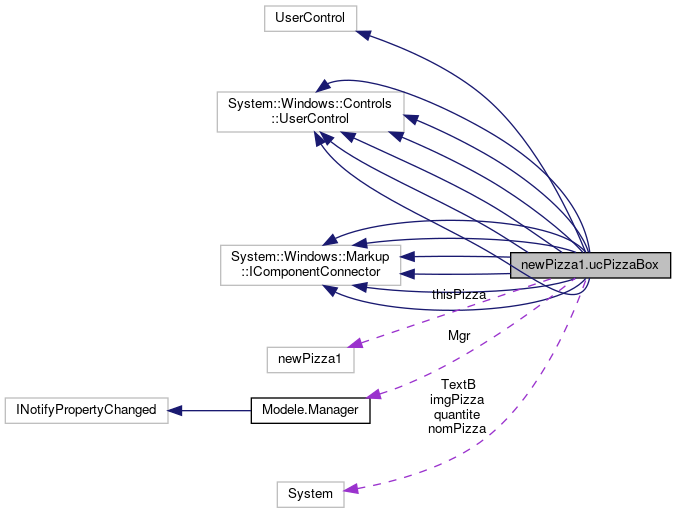 UserControl
System::Windows::Controls
::UserControl
System::Windows::Markup
::IComponentConnector
newPizza1.ucPizzaBox
thisPizza
newPizza1
Mgr
INotifyPropertyChanged
Modele.Manager
TextB
imgPizza
quantite
nomPizza
System